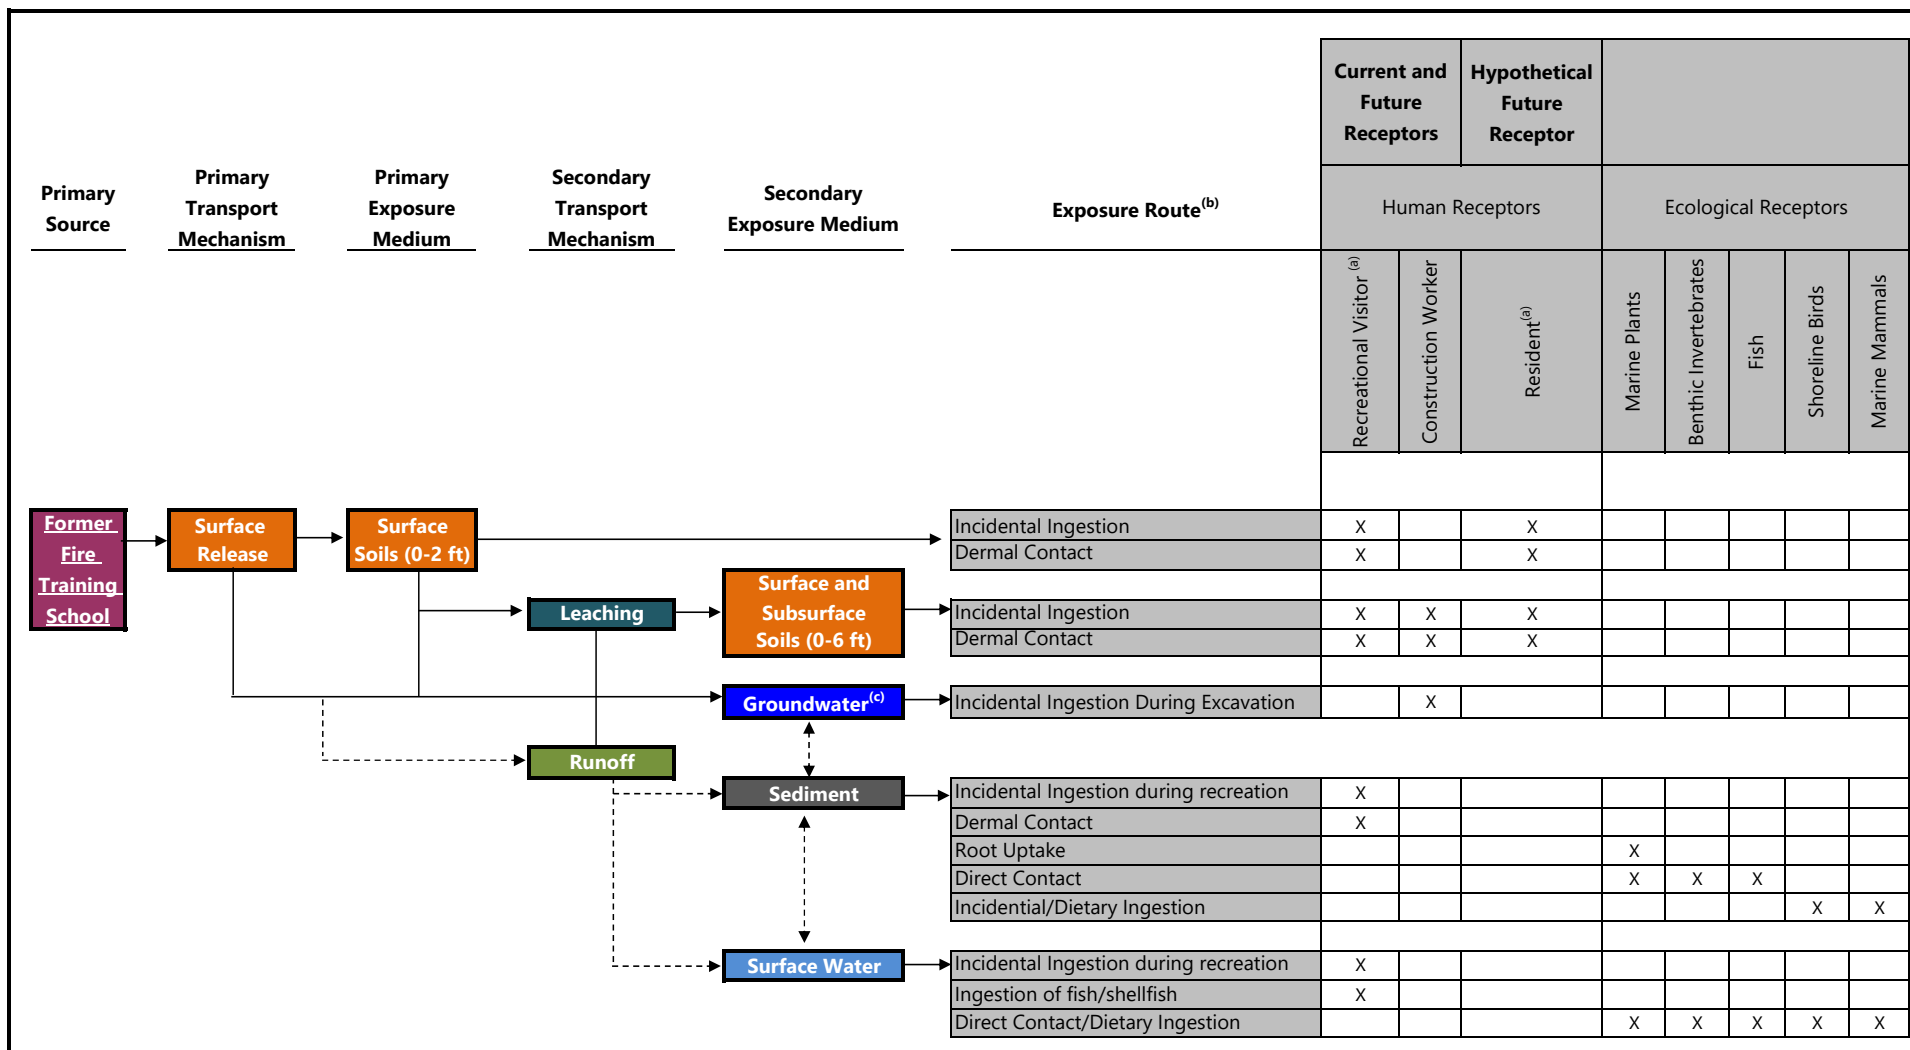 Current and
Future
Receptors
Hypothetical
Future
Receptor
Primary
Source
Primary
Transport
Mechanism
Primary
Exposure
Medium
Secondary
Transport
Mechanism
Secondary
Exposure Medium
Exposure Route(b)
Human Receptors
Ecological Receptors
Recreational Visitor (a)
Construction Worker
Resident(a)
Marine Plants
Benthic Invertebrates
Fish
Shoreline Birds
Marine Mammals
Former
Fire
Training
School
Surface
Release
Surface
Soils (0-2 ft)
Incidental Ingestion X X
Dermal Contact X X
Leaching
Surface and
Subsurface
Soils (0-6 ft)
Incidental Ingestion X X X
Dermal Contact X X X
Groundwater(c)
Incidental Ingestion During Excavation X
Runoff
Sediment
Incidental Ingestion during recreation X
Dermal Contact X
Root Uptake X
Direct Contact X X X
Incidential/Dietary Ingestion X X
Surface Water
Incidental Ingestion during recreation X
Ingestion of fish/shellfish X
Direct Contact/Dietary Ingestion X X X X X